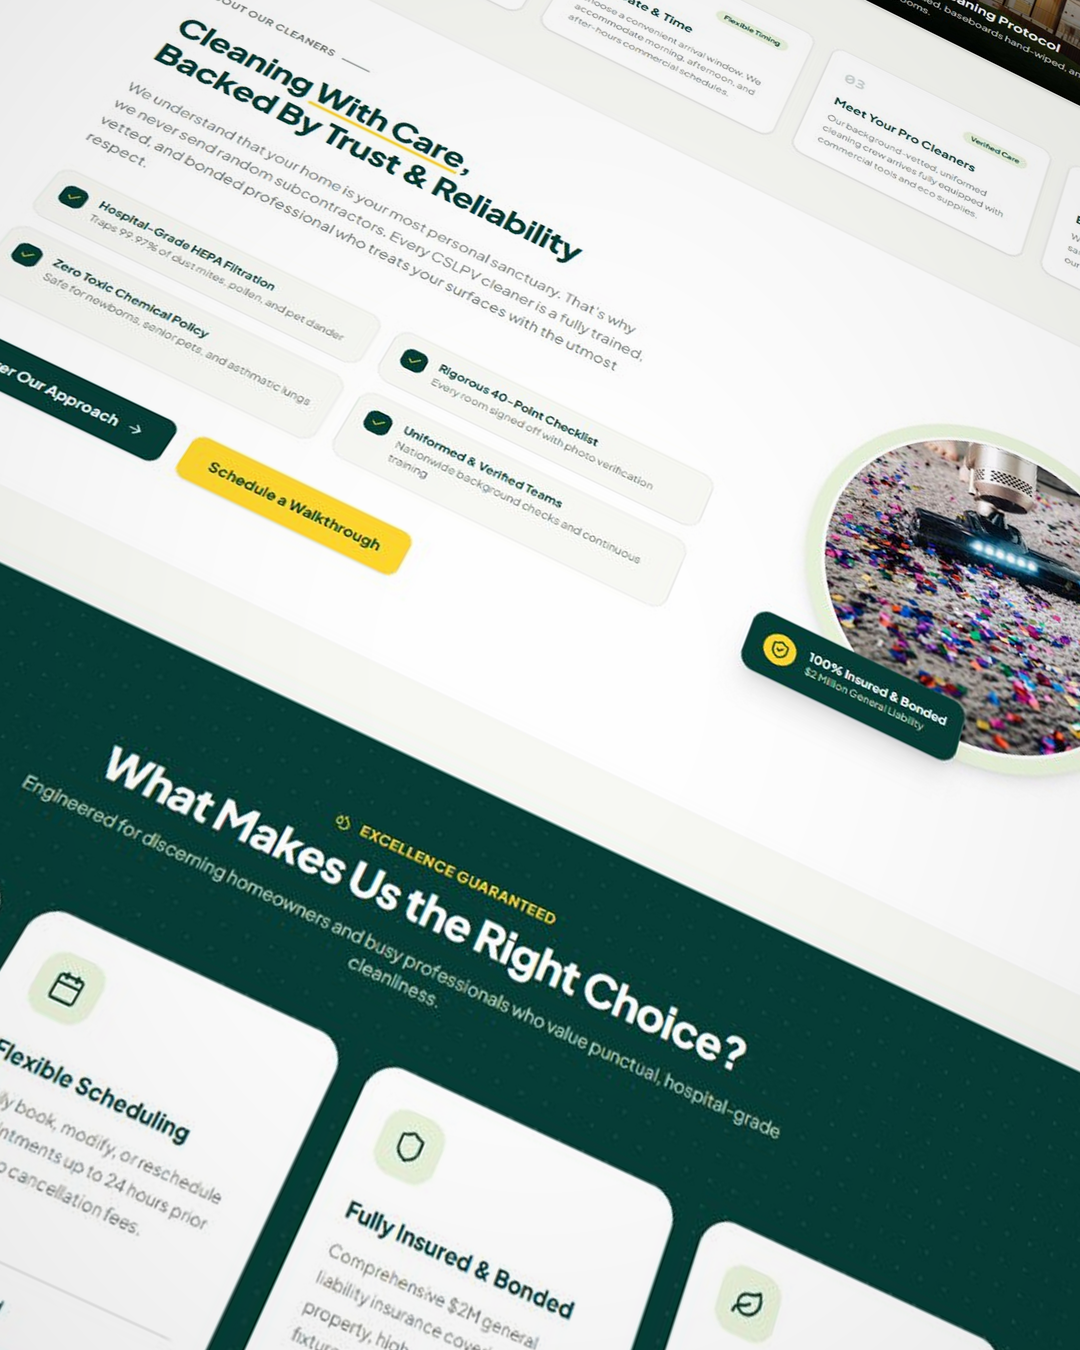 Cleaning Protocol
baseboards hand-wiped,
& Time
Flexible Timing
choose a convenient arrival window. We
accommodate morning, afternoon, and
after-hours commercial schedules.
03
Meet Your Pro Cleaners
Verified Care
Our background-vetted, uniformed
cleaning crew arrives fully equipped with
commercial tools and eco supplies.
OUR CLEANERS
Cleaning With Care,
Backed By Trust & Reliability
We understand that your home is your most personal sanctuary. That's why
we never send random subcontractors. Every CSLPV cleaner is a fully trained,
vetted, and bonded professional who treats your surfaces with the utmost
respect.
Hospital-Grade HEPA Filtration
Traps 99.97% of dust mites, pollen, and pet dander
Rigorous 40-Point Checklist
Every room signed off with photo verification
Zero Toxic Chemical Policy
Safe for newborns, senior pets, and asthmatic lungs
Uniformed & Verified Teams
Nationwide background checks and continuous
training
Our Approach →
Schedule a Walkthrough
100% Insured & Bonded
$2 Million General Liability
EXCELLENCE GUARANTEED
What Makes Us the Right Choice?
Engineered for discerning homeowners and busy professionals who value punctual, hospital-grade
cleanliness.
Flexible Scheduling
book, modify, or reschedule
up to 24 hours prior
cancellation fees.
Fully Insured & Bonded
Comprehensive $2M general
liability insurance
property, high